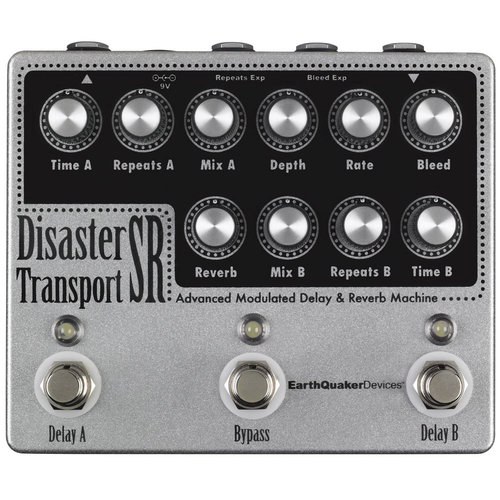 9V
Repeats Exp
Bleed Exp
Time A
Repeats A
Mix A
Depth
Rate
Bleed
Reverb
Mix B
Repeats B
Time B
Disaster
Transport
SR
Advanced Modulated Delay & Reverb Machine
EarthQuakerDevices
Delay A
Bypass
Delay B